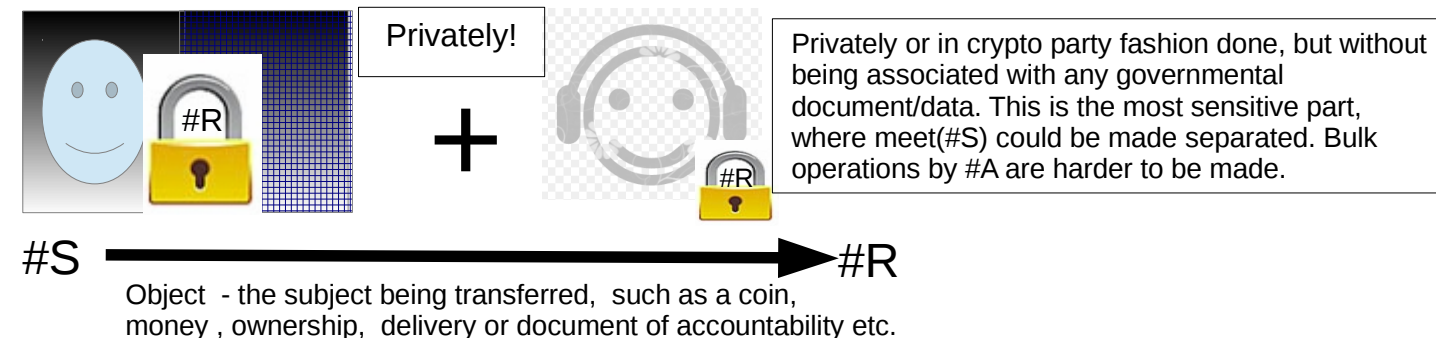 #R
Privately!
+
#R
Privately or in crypto party fashion done, but without
being associated with any governmental
document/data. This is the most sensitive part,
where meet(#S) could be made separated. Bulk
operations by #A are harder to be made.
#S
#R
Object - the subject being transferred, such as a coin,
money , ownership, delivery or document of accountability etc.